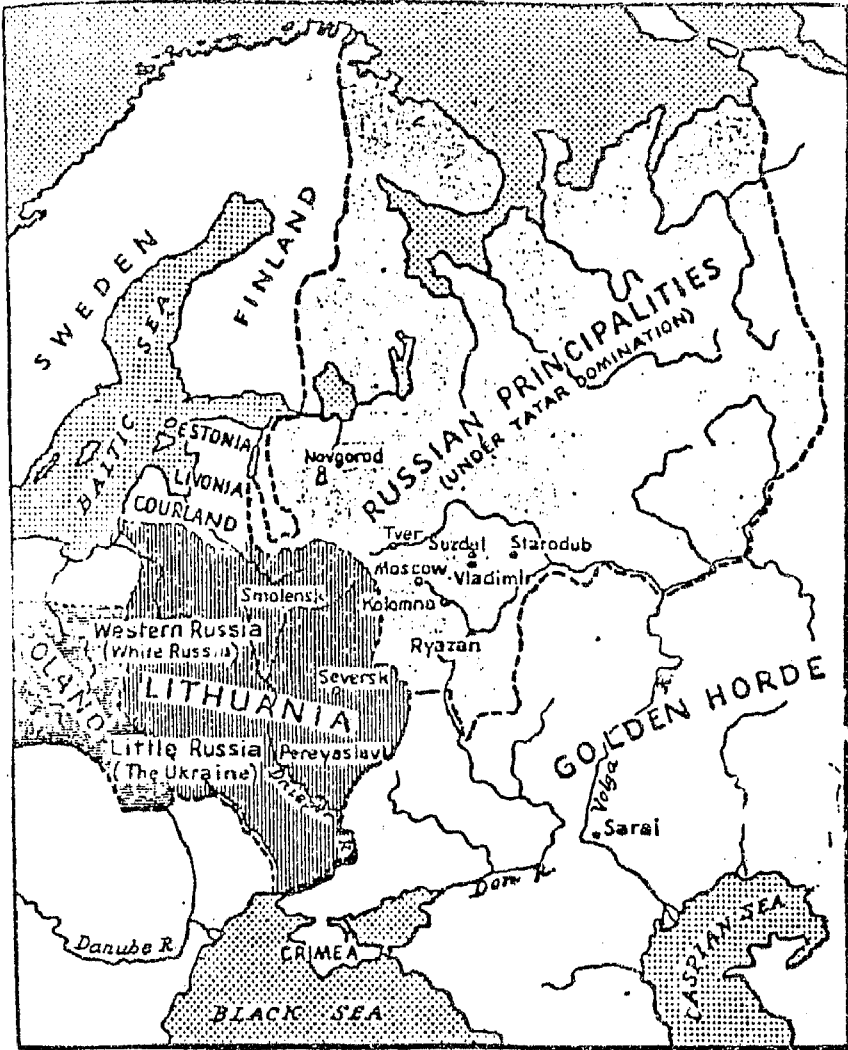 SWEDEN
FINLAND
BALTIC SEA
RUSSIAN PRINCIPALITIES
(UNDER TATAR DOMINATION)
ESTONIA
Novgorod
LIVONIA
COURLAND
Tver
Suzdal
Starodub
Moscow
Vladimir
Smolensk
Kolomna
Western Russia
(White Russia)
Ryazan
OLAND
Seversk
LITHUANIA
GOLDEN HORDE
Little Russia
(The Ukraine)
Pereyaslavl
Dnieper R.
Volga R.
Sarai
Don R.
Danube R.
CRIMEA
CASPIAN SEA
BLACK SEA